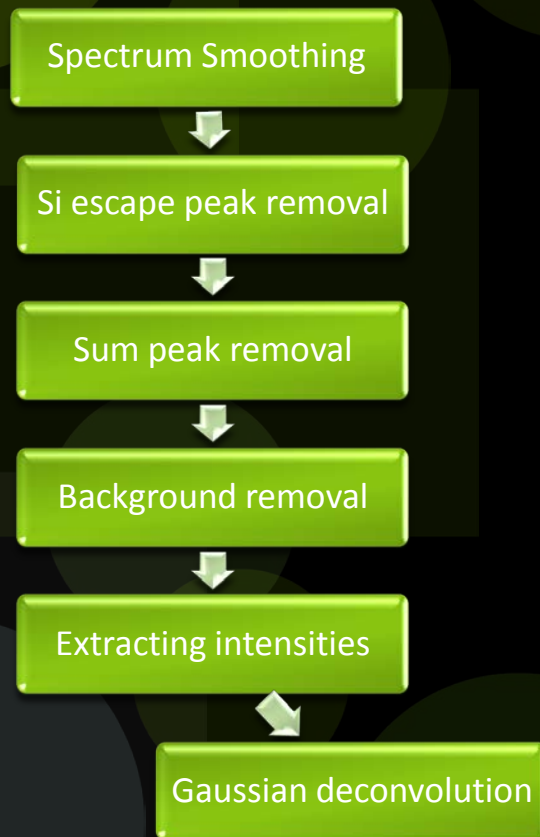 Spectrum Smoothing
Si escape peak removal
Sum peak removal
Background removal
Extracting intensities
Gaussian deconvolution